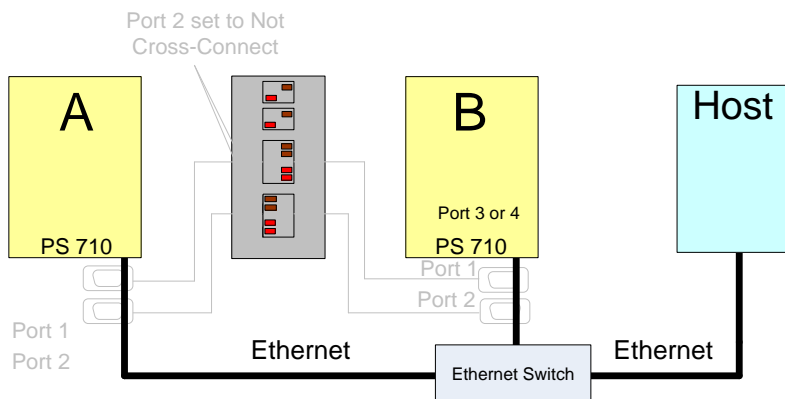 Port 2 set to Not
Cross-Connect
A
B
Host
Port 3 or 4
PS 710
PS 710
Port 1
Port 2
Port 1
Port 2
Ethernet
Ethernet
Ethernet Switch